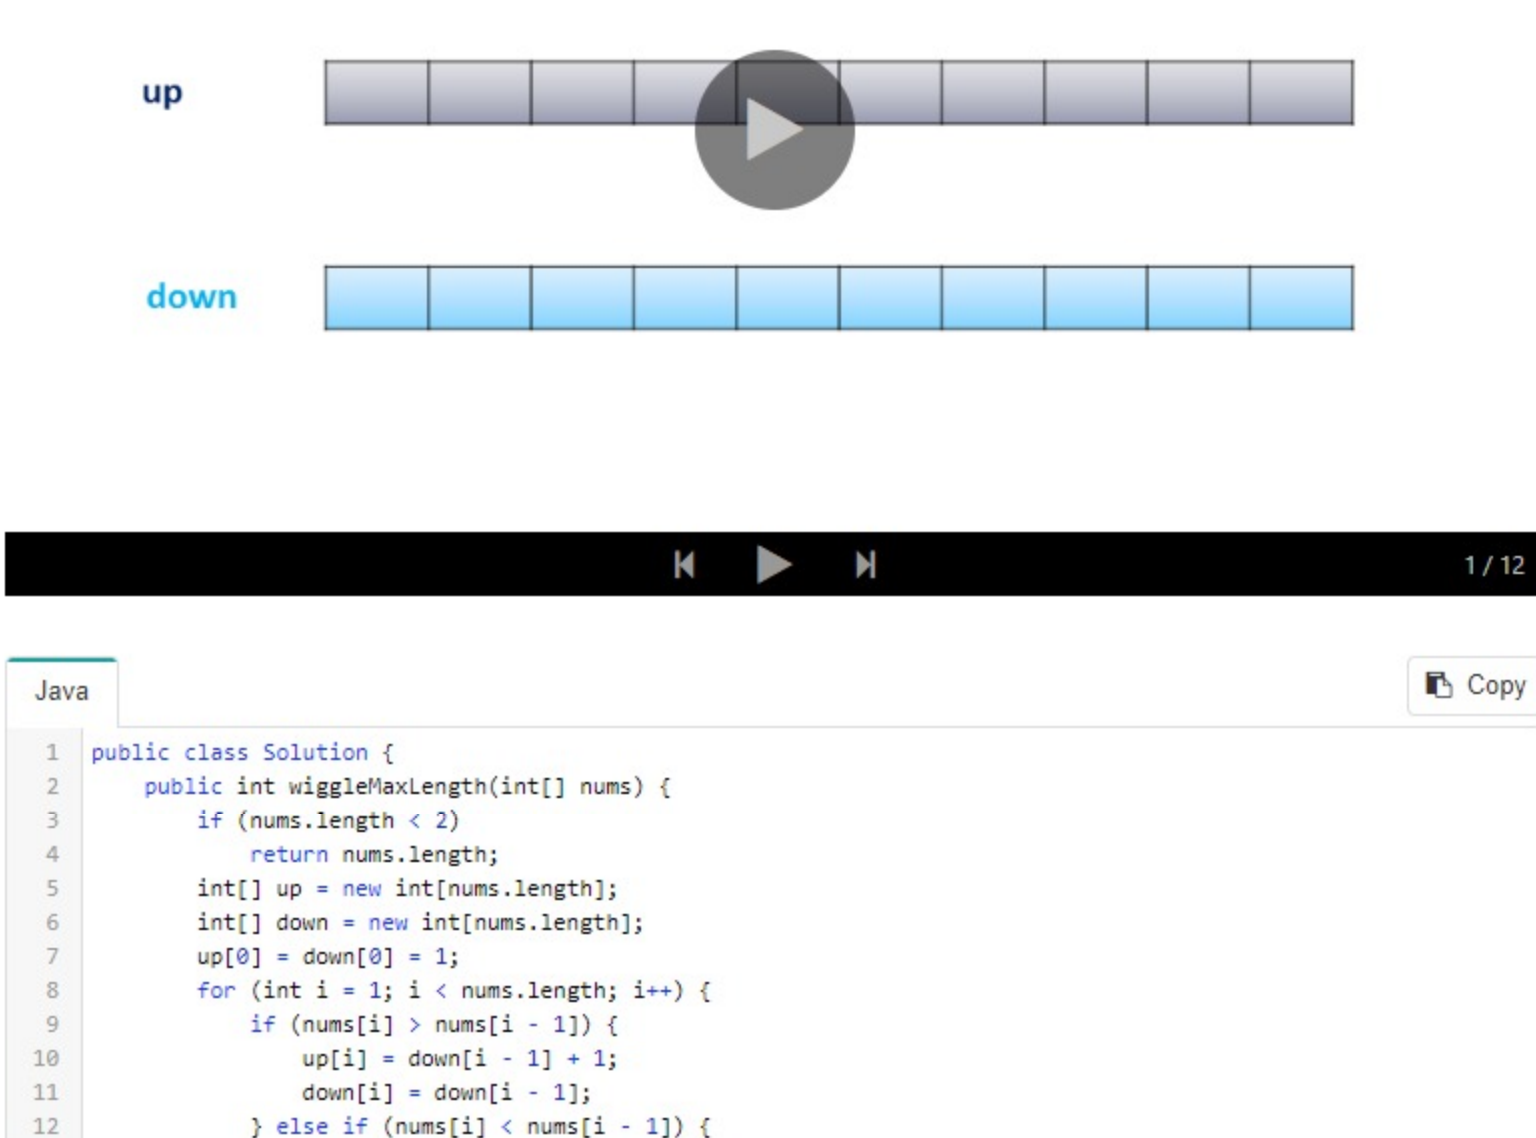 up
down
1 / 12
Java
Copy
1 public class Solution {
2     public int wiggleMaxLength(int[] nums) {
3         if (nums.length < 2)
4             return nums.length;
5         int[] up = new int[nums.length];
6         int[] down = new int[nums.length];
7         up[0] = down[0] = 1;
8         for (int i = 1; i < nums.length; i++) {
9             if (nums[i] > nums[i - 1]) {
10                 up[i] = down[i - 1] + 1;
11                 down[i] = down[i - 1];
12             } else if (nums[i] < nums[i - 1]) {